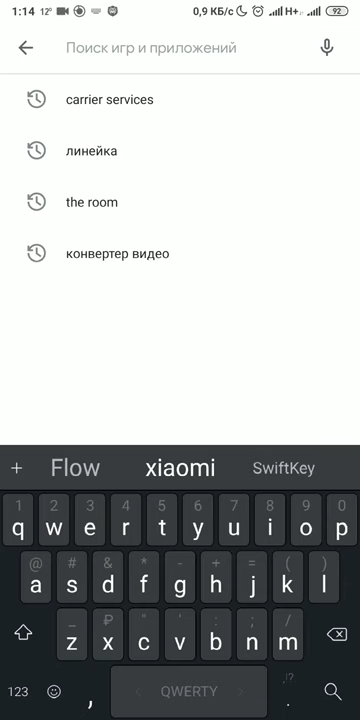 1:14 12° 0,9 КБ/с H+ 92
Поиск игр и приложений
carrier services
линейка
the room
конвертер видео
+ Flow xiaomi SwiftKey
1 2 3 4 5 6 7 8 9 0
q w e r t y u i o p
@ # & * - + = ( )
a s d f g h j k l
_ ₽ " ' : ; /
z x c v b n m
123 , QWERTY ,!? .